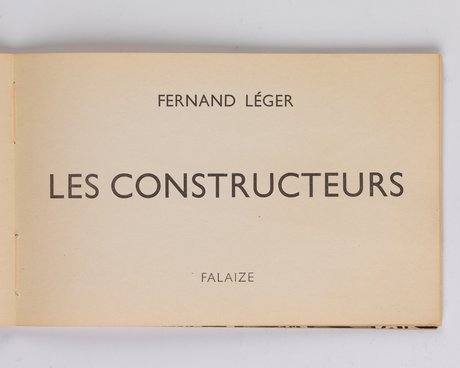 FERNAND LÉGER
LES CONSTRUCTEURS
FALAIZE